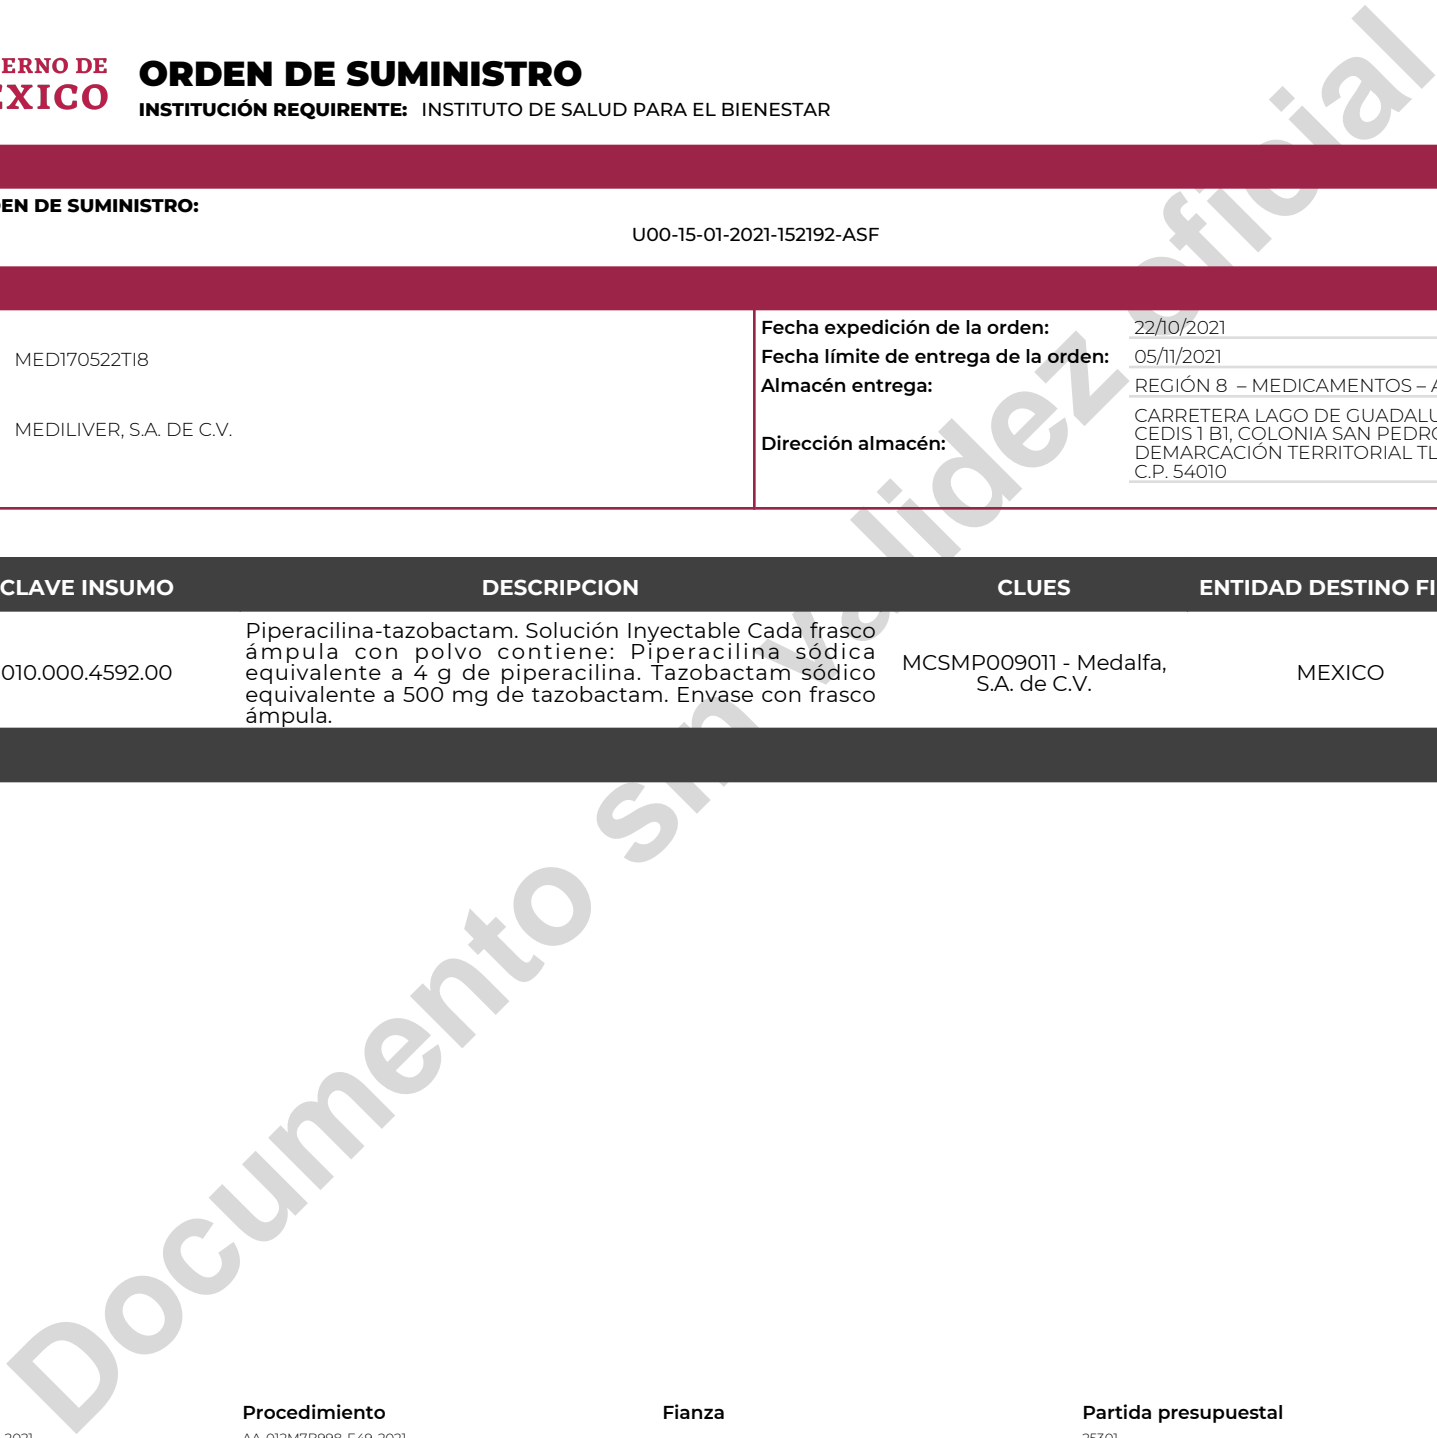 ERNO DE
EXICO
ORDEN DE SUMINISTRO
INSTITUCIÓN REQUIRENTE: INSTITUTO DE SALUD PARA EL BIENESTAR
EN DE SUMINISTRO:
U00-15-01-2021-152192-ASF
MED170522TI8
MEDILIVER, S.A. DE C.V.
Fecha expedición de la orden: 22/10/2021
Fecha límite de entrega de la orden: 05/11/2021
Almacén entrega: REGIÓN 8 – MEDICAMENTOS – A
Dirección almacén: CARRETERA LAGO DE GUADALU
CEDIS 1 B1, COLONIA SAN PEDRO
DEMARCACIÓN TERRITORIAL TL
C.P. 54010
CLAVE INSUMO DESCRIPCION CLUES ENTIDAD DESTINO FI
010.000.4592.00
Piperacilina-tazobactam. Solución Inyectable Cada frasco
ámpula con polvo contiene: Piperacilina sódica
equivalente a 4 g de piperacilina. Tazobactam sódico
equivalente a 500 mg de tazobactam. Envase con frasco
ámpula.
MCSMP009011 - Medalfa,
S.A. de C.V.
MEXICO
Documento sin validez oficial
Procedimiento Fianza Partida presupuestal